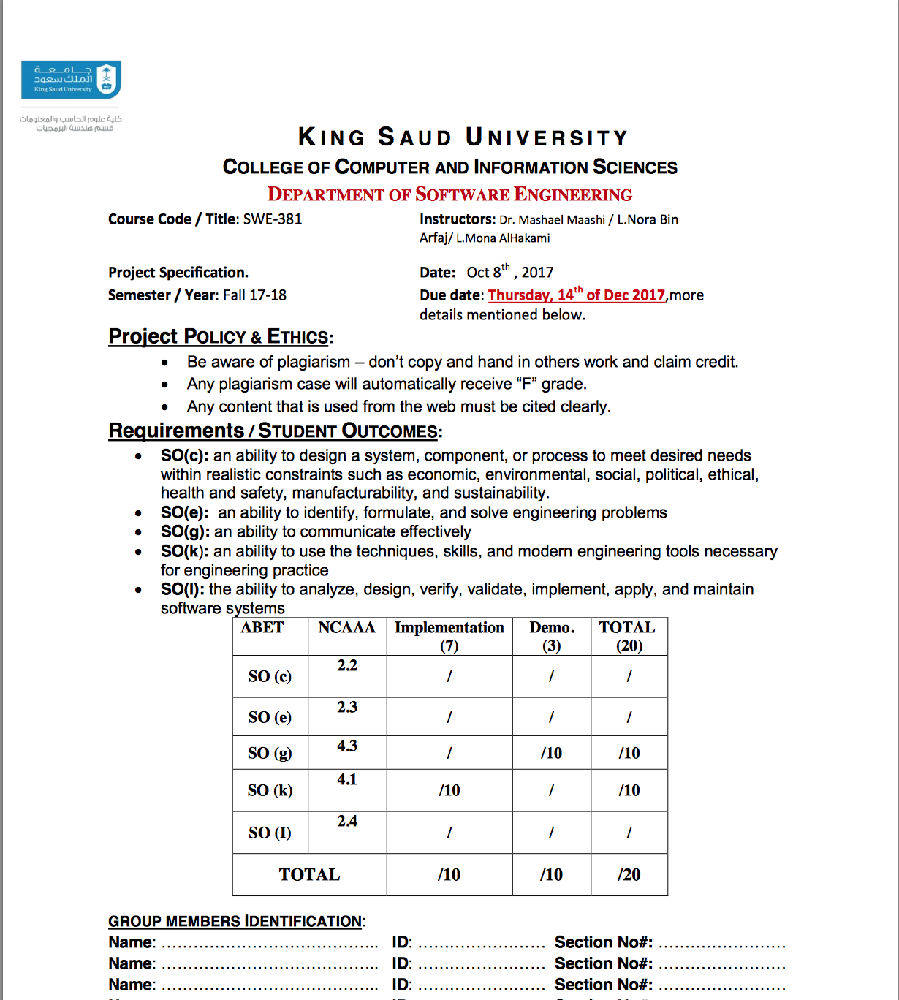 جامعة
الملك سعود
King Saud University
كلية علوم الحاسب والمعلومات
قسم هندسة البرمجيات
KING SAUD UNIVERSITY
COLLEGE OF COMPUTER AND INFORMATION SCIENCES
DEPARTMENT OF SOFTWARE ENGINEERING
Course Code / Title: SWE-381 Instructors: Dr. Mashael Maashi / L.Nora Bin
Arfaj/ L.Mona AlHakami
Project Specification. Date: Oct 8th , 2017
Semester / Year: Fall 17-18 Due date: Thursday, 14th of Dec 2017,more
details mentioned below.
Project POLICY & ETHICS:
• Be aware of plagiarism – don’t copy and hand in others work and claim credit.
• Any plagiarism case will automatically receive “F” grade.
• Any content that is used from the web must be cited clearly.
Requirements / STUDENT OUTCOMES:
• SO(c): an ability to design a system, component, or process to meet desired needs
within realistic constraints such as economic, environmental, social, political, ethical,
health and safety, manufacturability, and sustainability.
• SO(e): an ability to identify, formulate, and solve engineering problems
• SO(g): an ability to communicate effectively
• SO(k): an ability to use the techniques, skills, and modern engineering tools necessary
for engineering practice
• SO(I): the ability to analyze, design, verify, validate, implement, apply, and maintain
software systems
ABET NCAAA Implementation Demo. TOTAL
(7) (3) (20)
SO (c) 2.2 / / /
SO (e) 2.3 / / /
SO (g) 4.3 / /10 /10
SO (k) 4.1 /10 / /10
SO (I) 2.4 / / /
TOTAL /10 /10 /20
GROUP MEMBERS IDENTIFICATION:
Name: ........................................ ID: ........................ Section No#: ........................
Name: ........................................ ID: ........................ Section No#: ........................
Name: ........................................ ID: ........................ Section No#: ........................